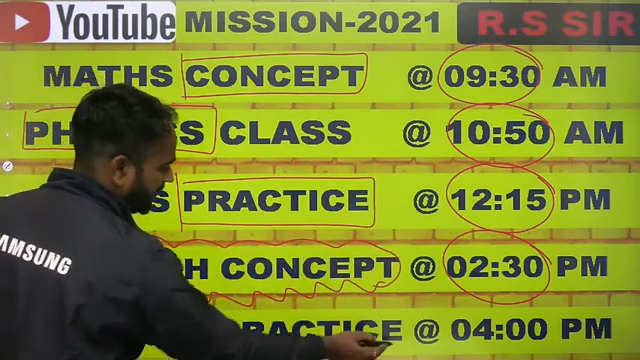 YouTube MISSION-2021 R.S SIR
MATHS CONCEPT @ 09:30 AM
CLASS @ 10:50 AM
PRACTICE @ 12:15 PM
CONCEPT @ 02:30 PM
PRACTICE @ 04:00 PM
SAMSUNG